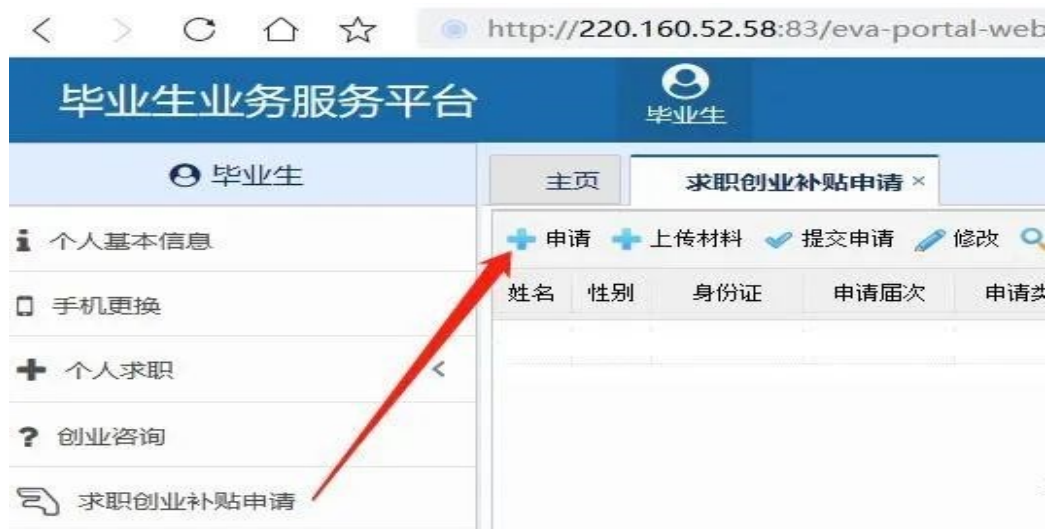 http://220.160.52.58:83/eva-portal-web
毕业生业务服务平台
毕业生
毕业生
主页
求职创业补贴申请 ×
个人基本信息
申请 上传材料 提交申请 修改
手机更换
姓名 性别 身份证 申请届次 申请类
个人求职 <
? 创业咨询
求职创业补贴申请